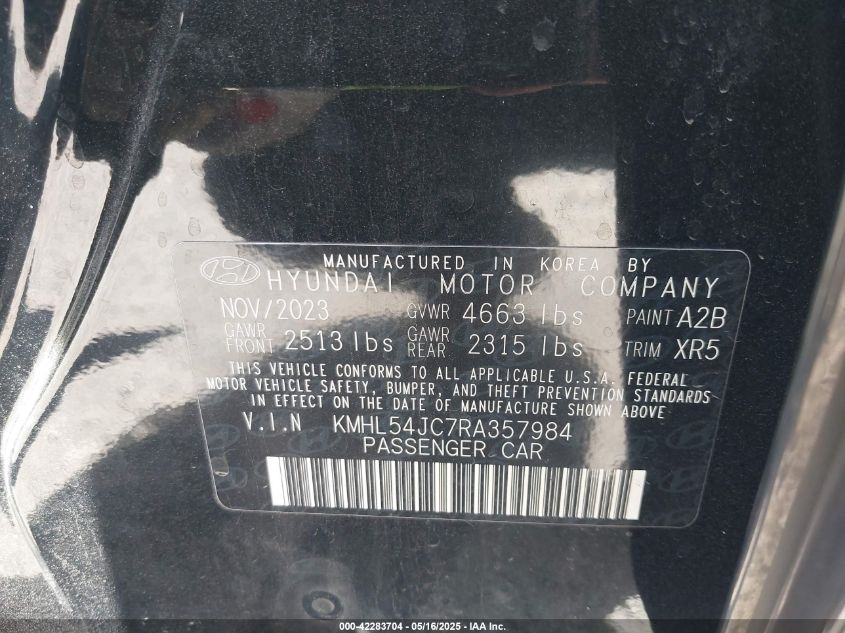 MANUFACTURED IN KOREA BY
HYUNDAI MOTOR COMPANY
NOV/2023 GVWR 4663 lbs PAINT A2B
GAWR FRONT 2513 lbs GAWR REAR 2315 lbs TRIM XR5
THIS VEHICLE CONFORMS TO ALL APPLICABLE U.S.A. FEDERAL
MOTOR VEHICLE SAFETY, BUMPER, AND THEFT PREVENTION STANDARDS
IN EFFECT ON THE DATE OF MANUFACTURE SHOWN ABOVE
V.I.N KMHL54JC7RA357984
PASSENGER CAR
000-42283704 - 05/16/2025 - IAA Inc.